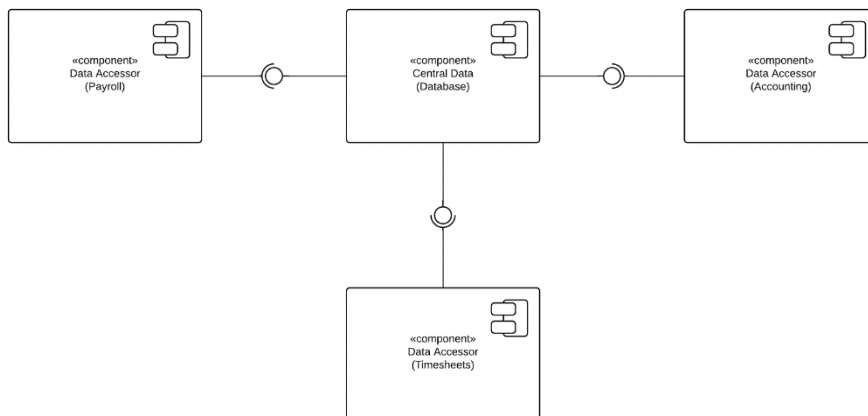 «component»
Data Accessor
(Payroll)
«component»
Central Data
(Database)
«component»
Data Accessor
(Accounting)
«component»
Data Accessor
(Timesheets)